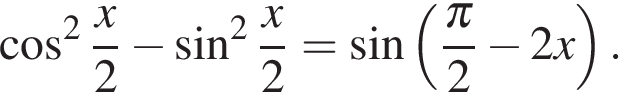 cos² x/2 − sin² x/2 = sin(π/2 − 2x).